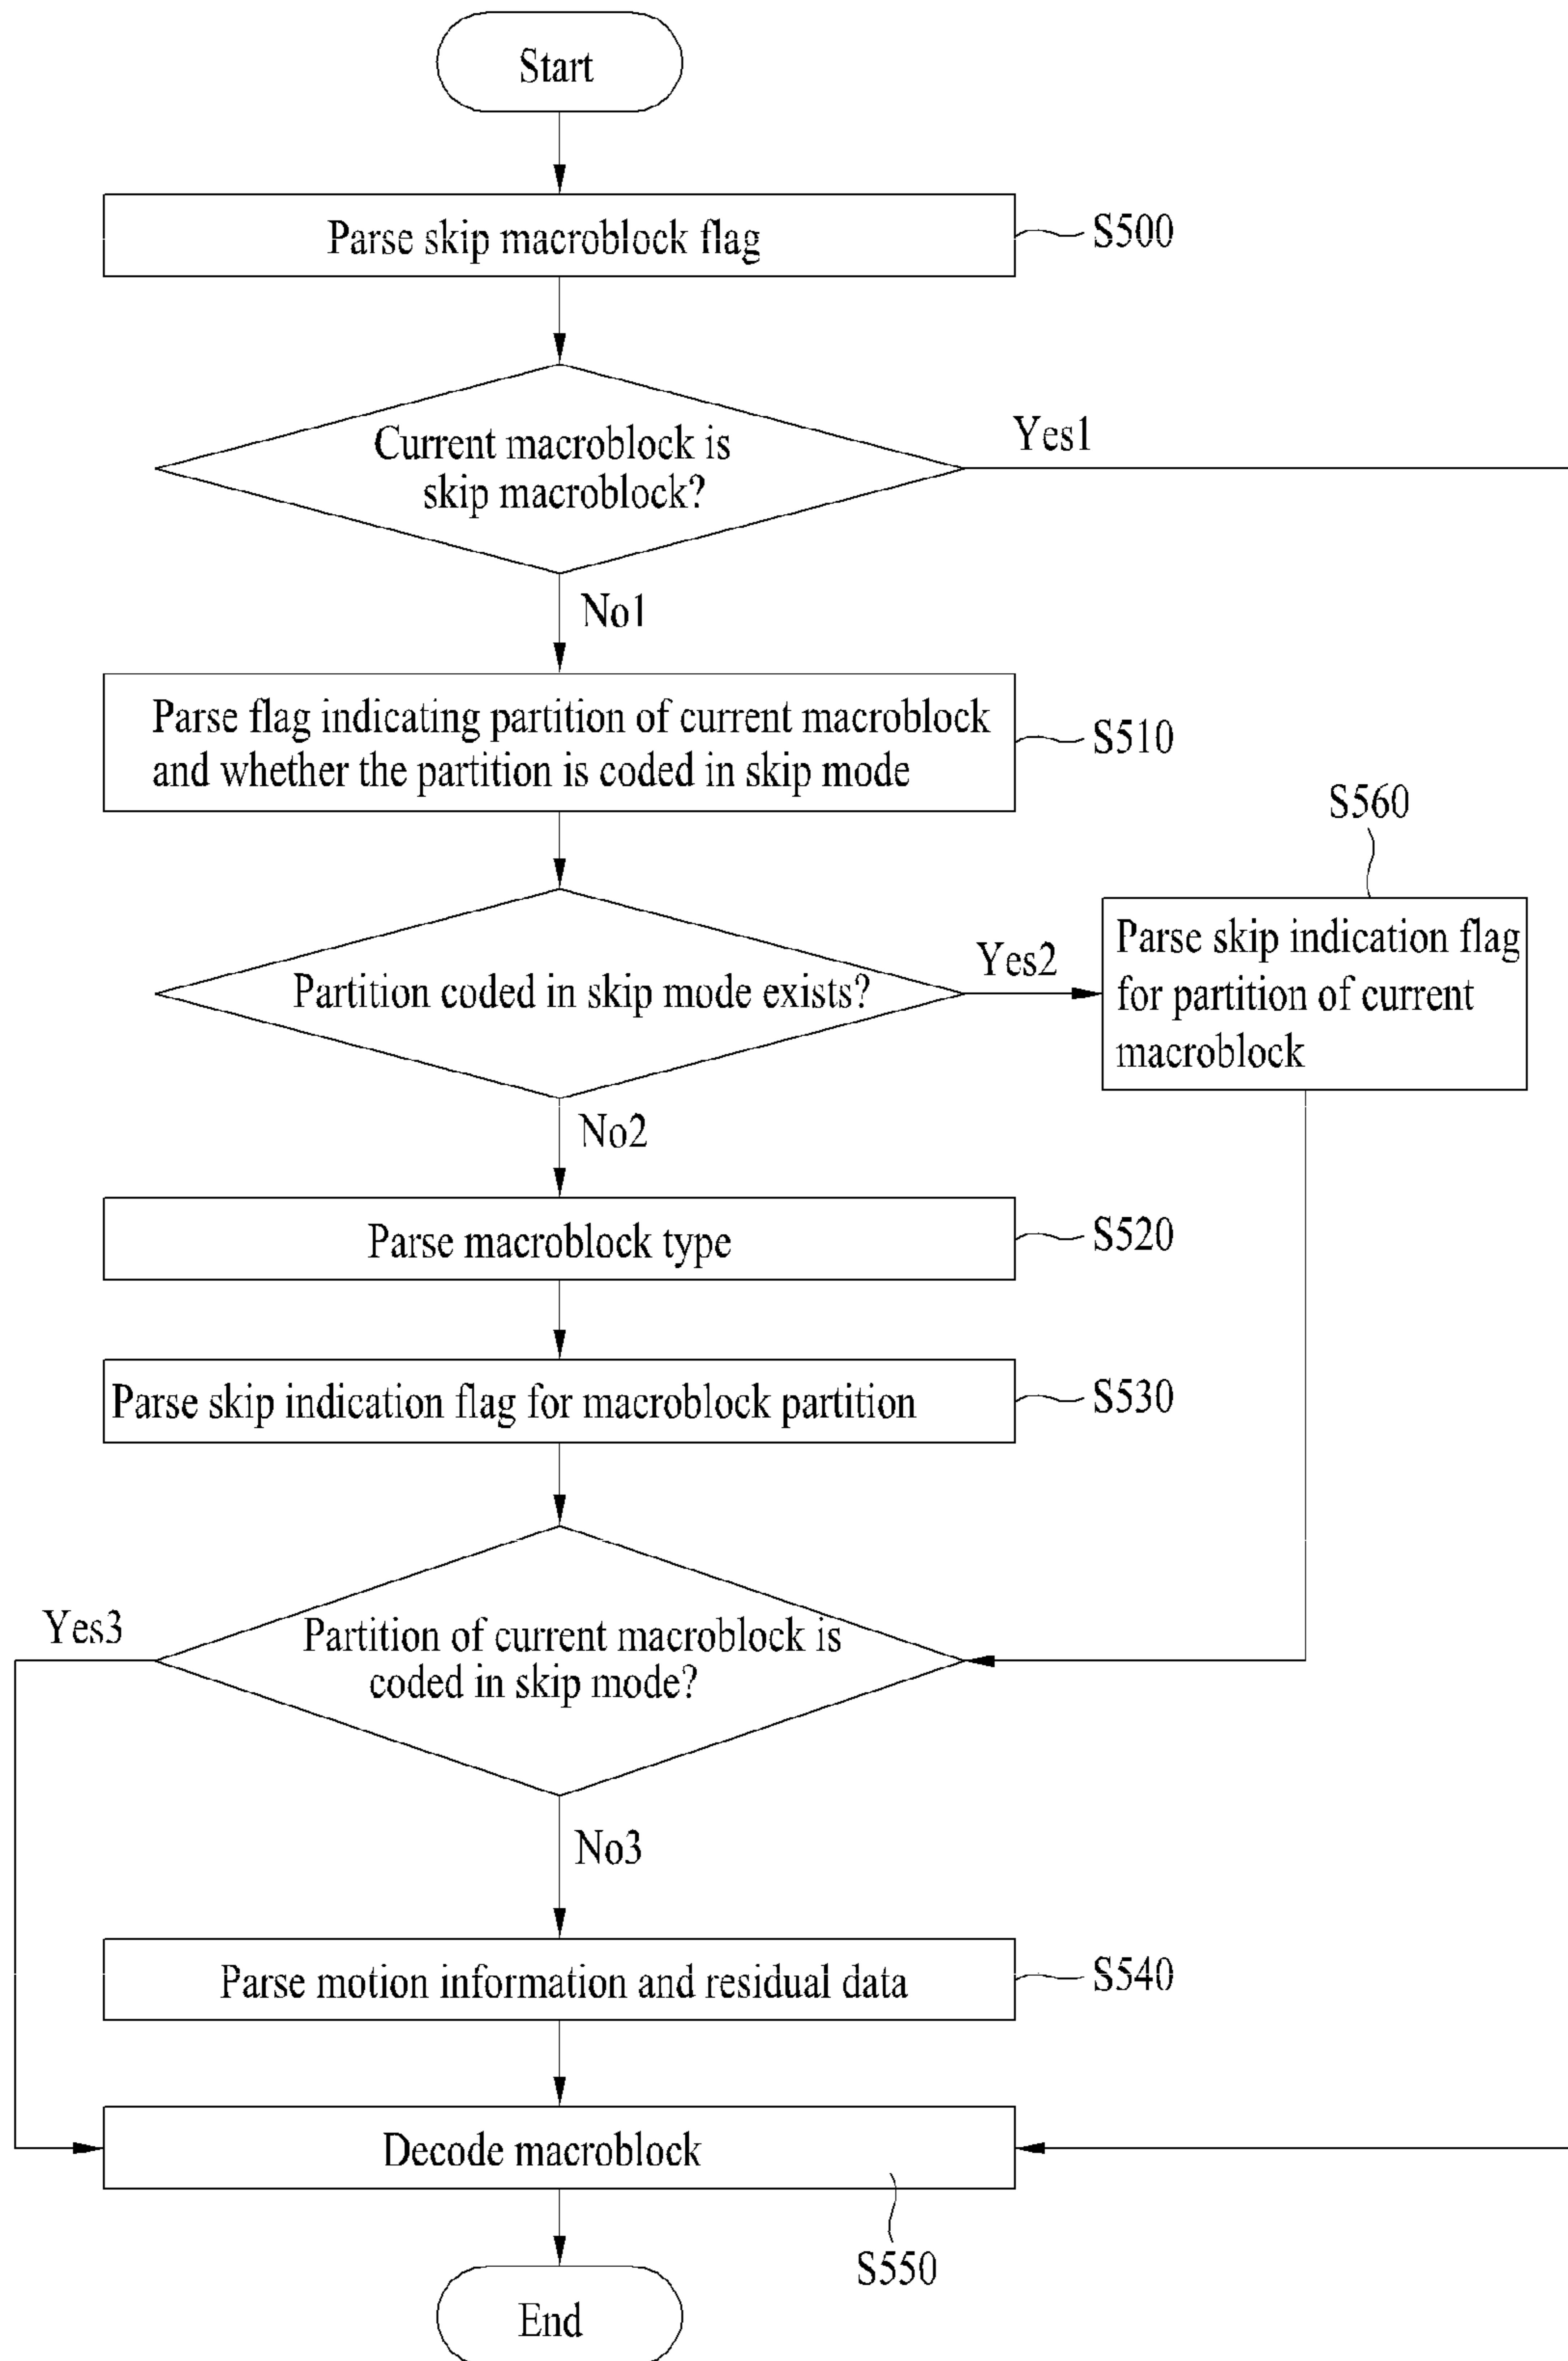 Start
Parse skip macroblock flag
S500
Current macroblock is
skip macroblock?
Yes1
No1
Parse flag indicating partition of current macroblock
and whether the partition is coded in skip mode
S510
S560
Partition coded in skip mode exists?
Yes2
Parse skip indication flag
for partition of current
macroblock
No2
Parse macroblock type
S520
Parse skip indication flag for macroblock partition
S530
Yes3
Partition of current macroblock is
coded in skip mode?
No3
Parse motion information and residual data
S540
Decode macroblock
S550
End